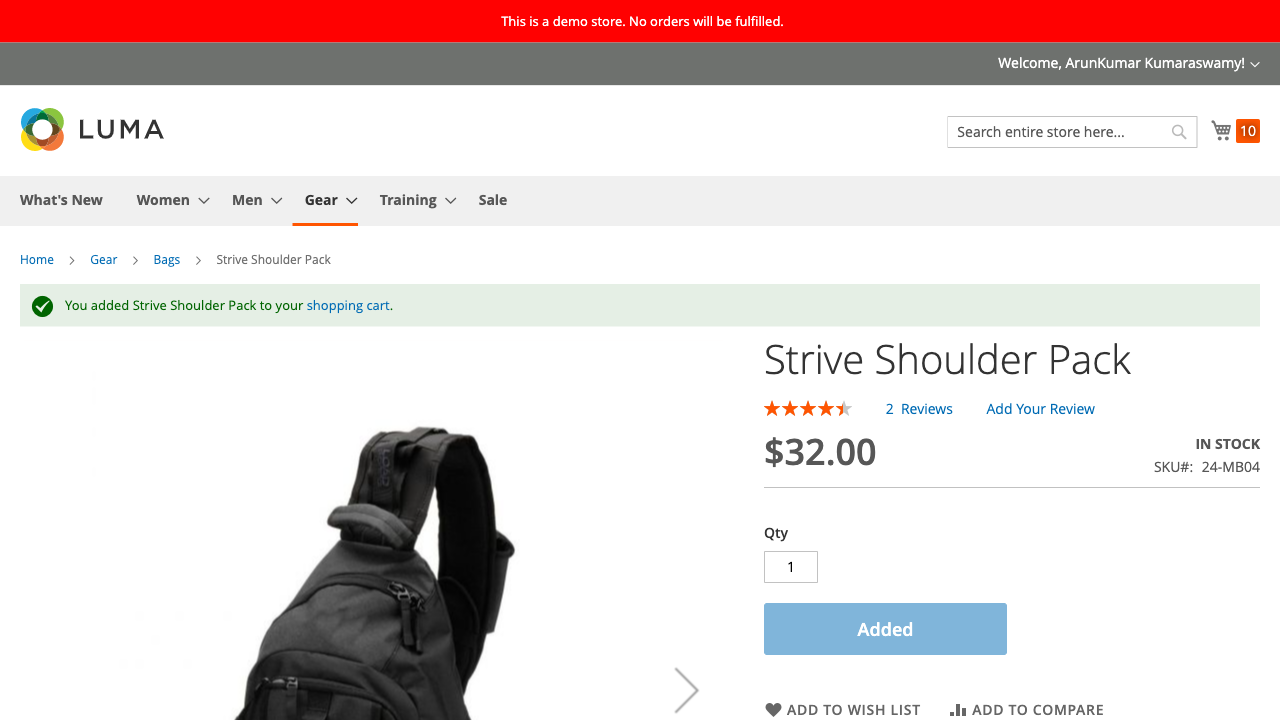 This is a demo store. No orders will be fulfilled.
Welcome, ArunKumar Kumaraswamy!
LUMA
Search entire store here...
10
What's New Women Men Gear Training Sale
Home Gear Bags Strive Shoulder Pack
You added Strive Shoulder Pack to your shopping cart.
Strive Shoulder Pack
2 Reviews Add Your Review
$32.00
IN STOCK
SKU#: 24-MB04
Qty
1
Added
ADD TO WISH LIST ADD TO COMPARE